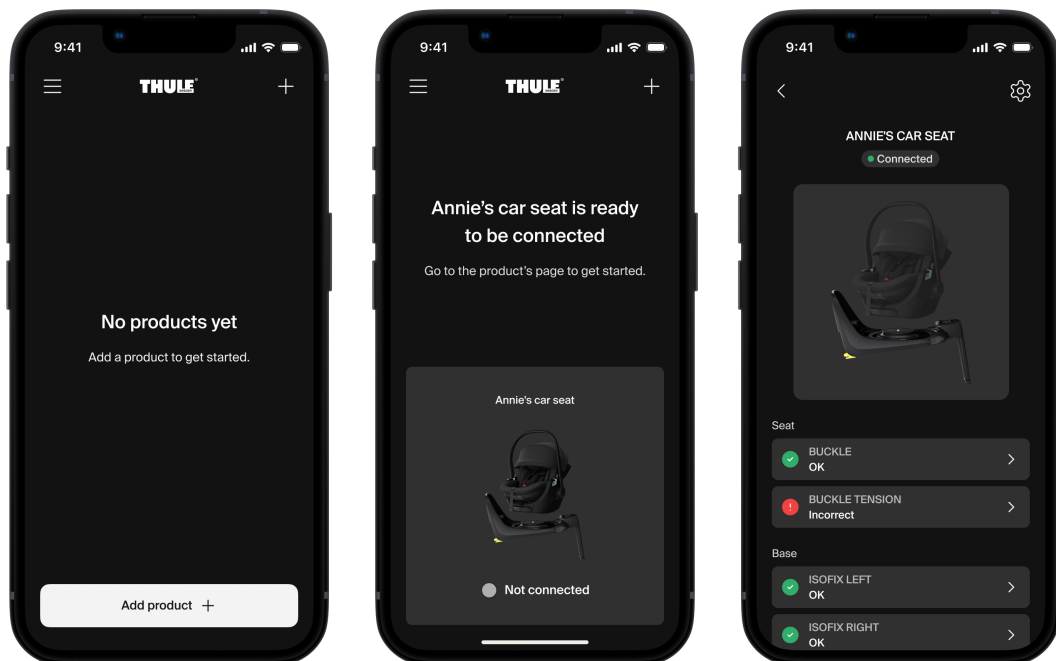 9:41
THULE
No products yet
Add a product to get started.
Add product +
9:41
THULE
Annie's car seat is ready
to be connected
Go to the product's page to get started.
Annie's car seat
Not connected
9:41
ANNIE'S CAR SEAT
Connected
Seat
BUCKLE
OK
BUCKLE TENSION
Incorrect
Base
ISOFIX LEFT
OK
ISOFIX RIGHT
OK